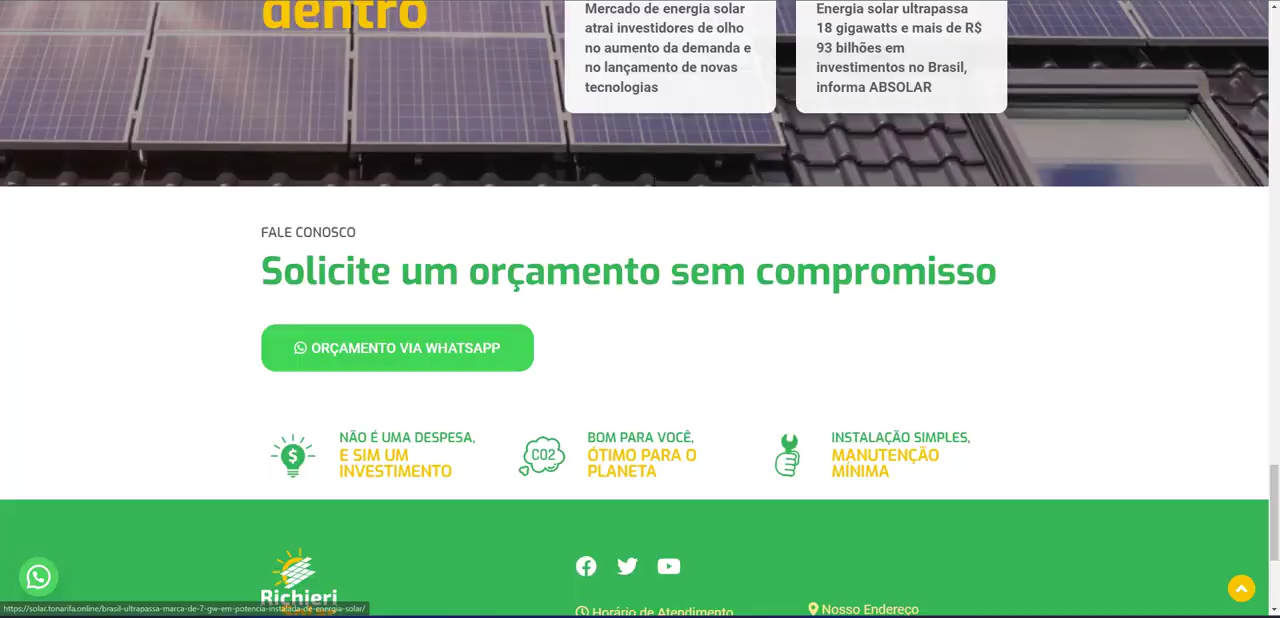 dentro
Mercado de energia solar
atrai investidores de olho
no aumento da demanda e
no lançamento de novas
tecnologias
Energia solar ultrapassa
18 gigawatts e mais de R$
93 bilhões em
investimentos no Brasil,
informa ABSOLAR
FALE CONOSCO
Solicite um orçamento sem compromisso
ORÇAMENTO VIA WHATSAPP
NÃO É UMA DESPESA,
E SIM UM
INVESTIMENTO
CO2
BOM PARA VOCÊ,
ÓTIMO PARA O
PLANETA
INSTALAÇÃO SIMPLES,
MANUTENÇÃO
MÍNIMA
$
Richieri
Horário de Atendimento
Nosso Endereço
https://solar.tonarifa.online/brasil-ultrapassa-marca-de-7-gw-em-potencia-instalada-de-energia-solar/